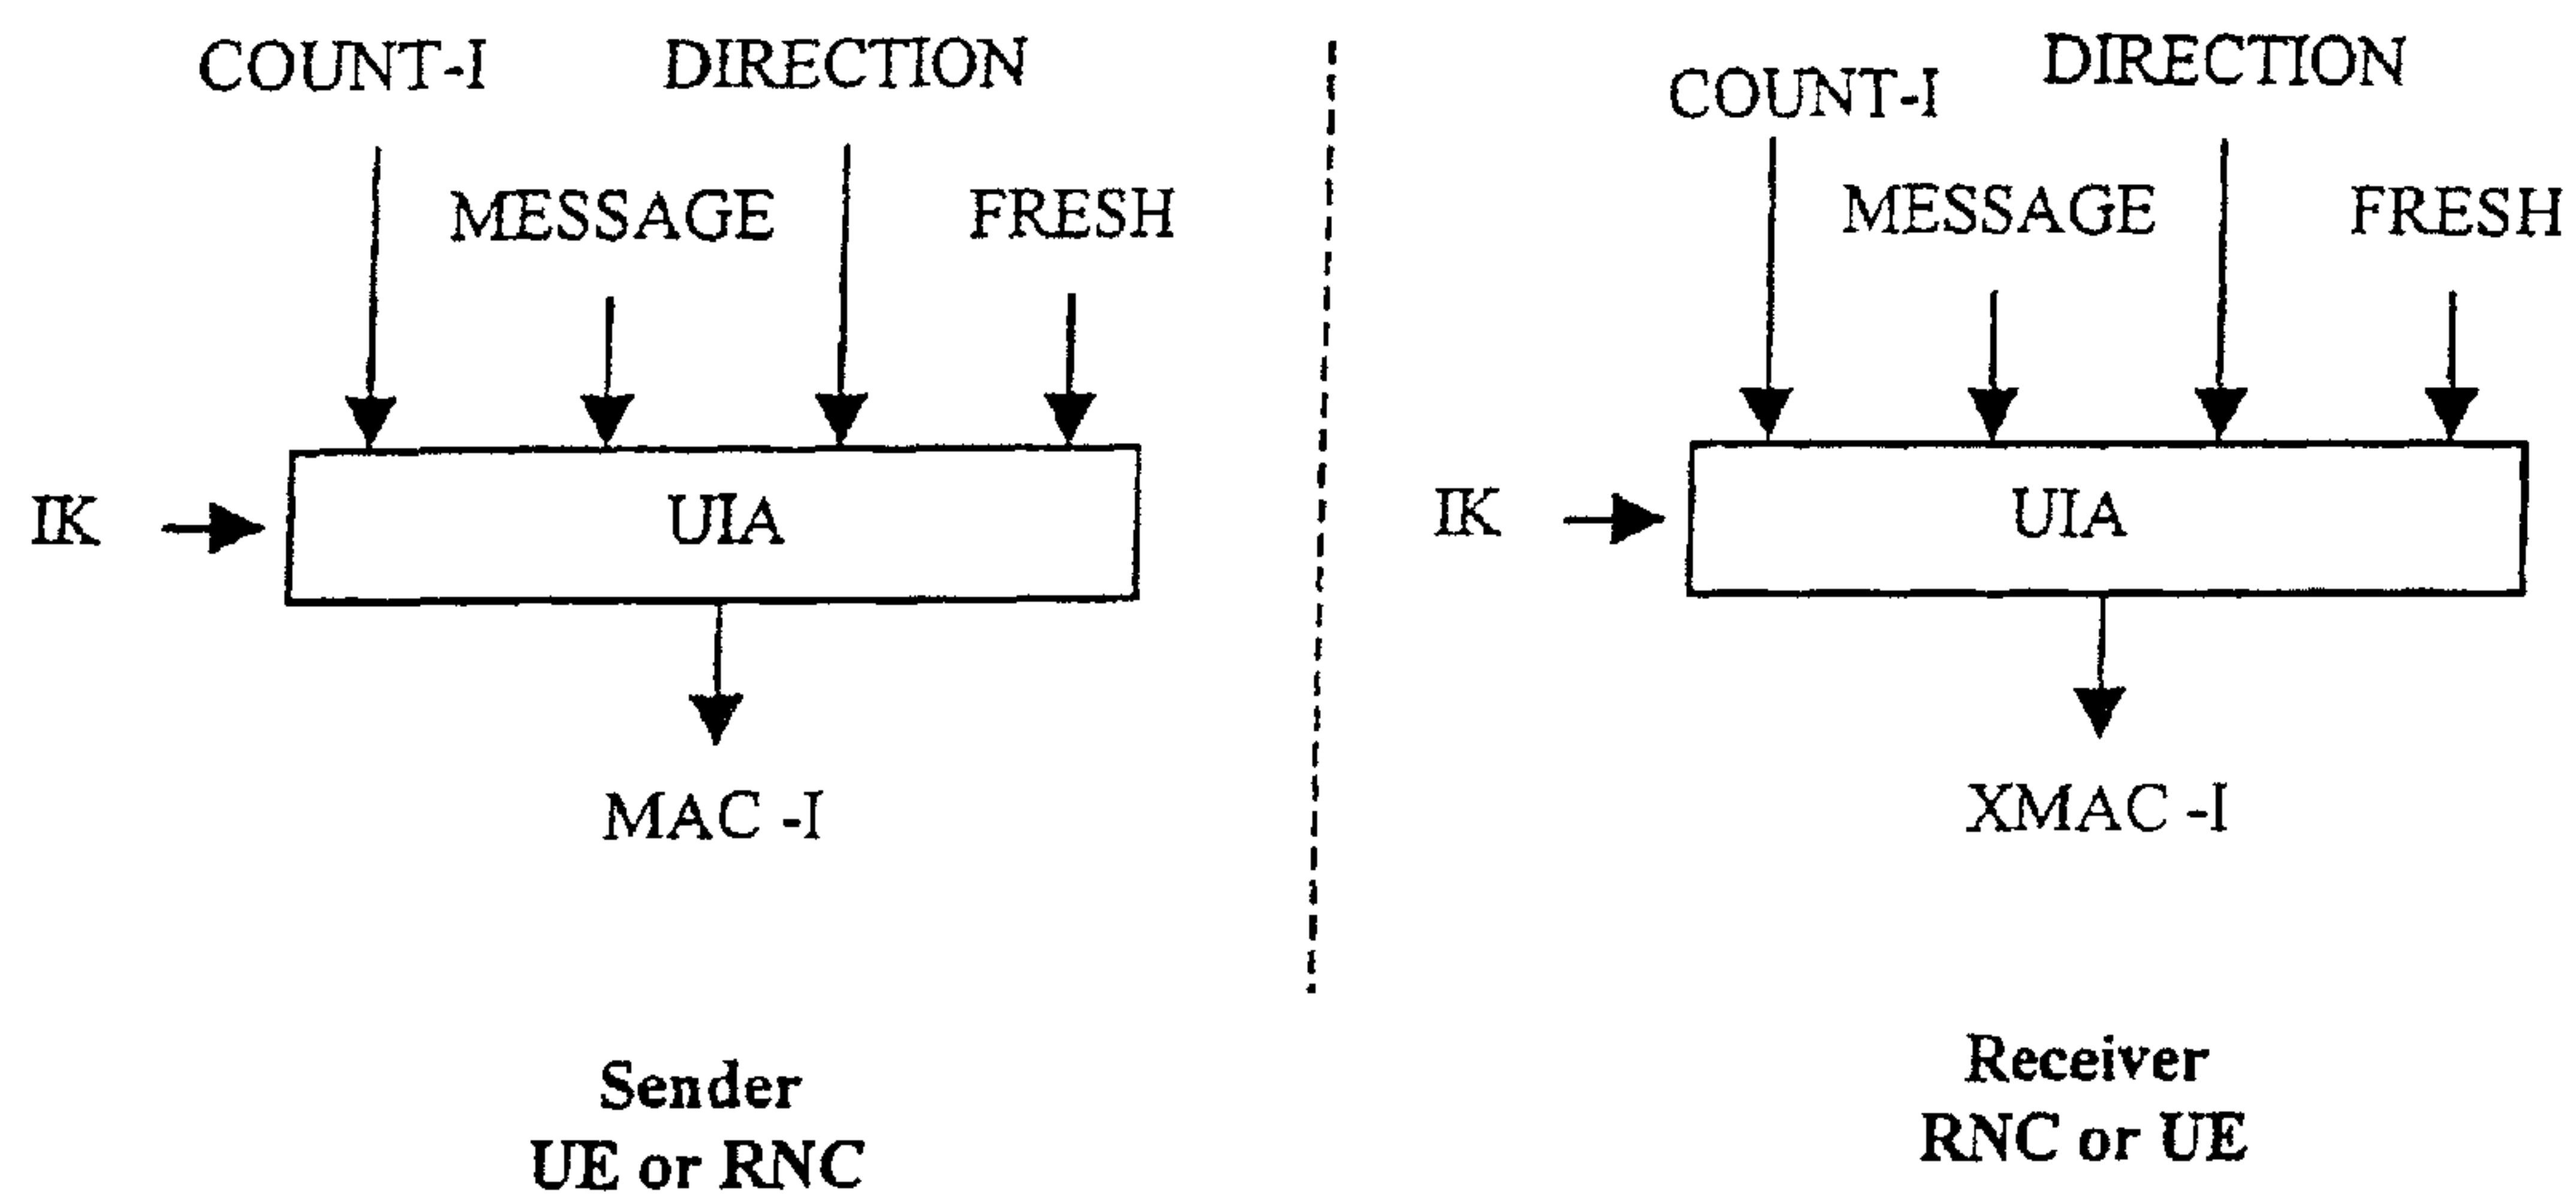 COUNT-I DIRECTION
MESSAGE FRESH
IK UIA
MAC -I
Sender
UE or RNC
COUNT-I DIRECTION
MESSAGE FRESH
IK UIA
XMAC -I
Receiver
RNC or UE